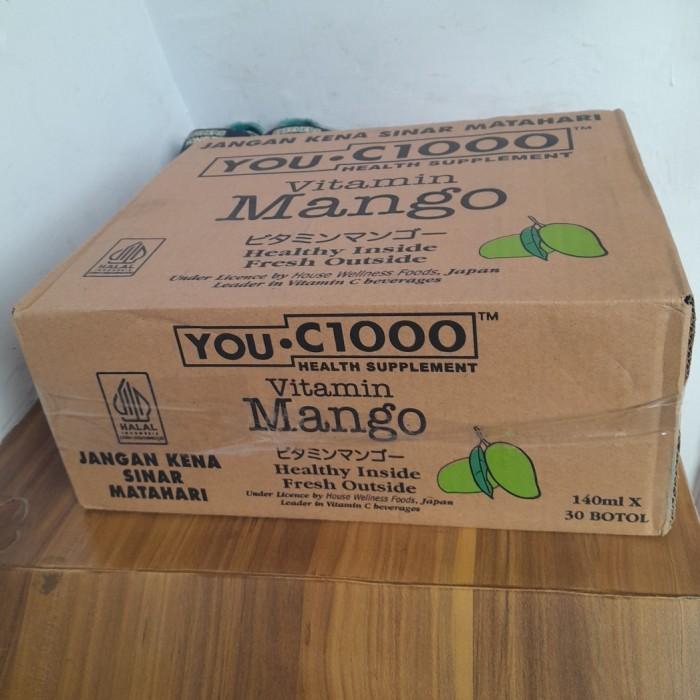 JANGAN KENA SINAR MATAHARI
YOU·C1000™
HEALTH SUPPLEMENT
Vitamin
Mango
ビタミンマンゴー
Healthy Inside
Fresh Outside
Under Licence by House Wellness Foods, Japan
Leader in Vitamin C beverages
HALAL
INDONESIA
YOU·C1000™
HEALTH SUPPLEMENT
Vitamin
Mango
ビタミンマンゴー
Healthy Inside
Fresh Outside
Under Licence by House Wellness Foods, Japan
Leader in Vitamin C beverages
HALAL
INDONESIA
JANGAN KENA
SINAR
MATAHARI
140ml X
30 BOTOL